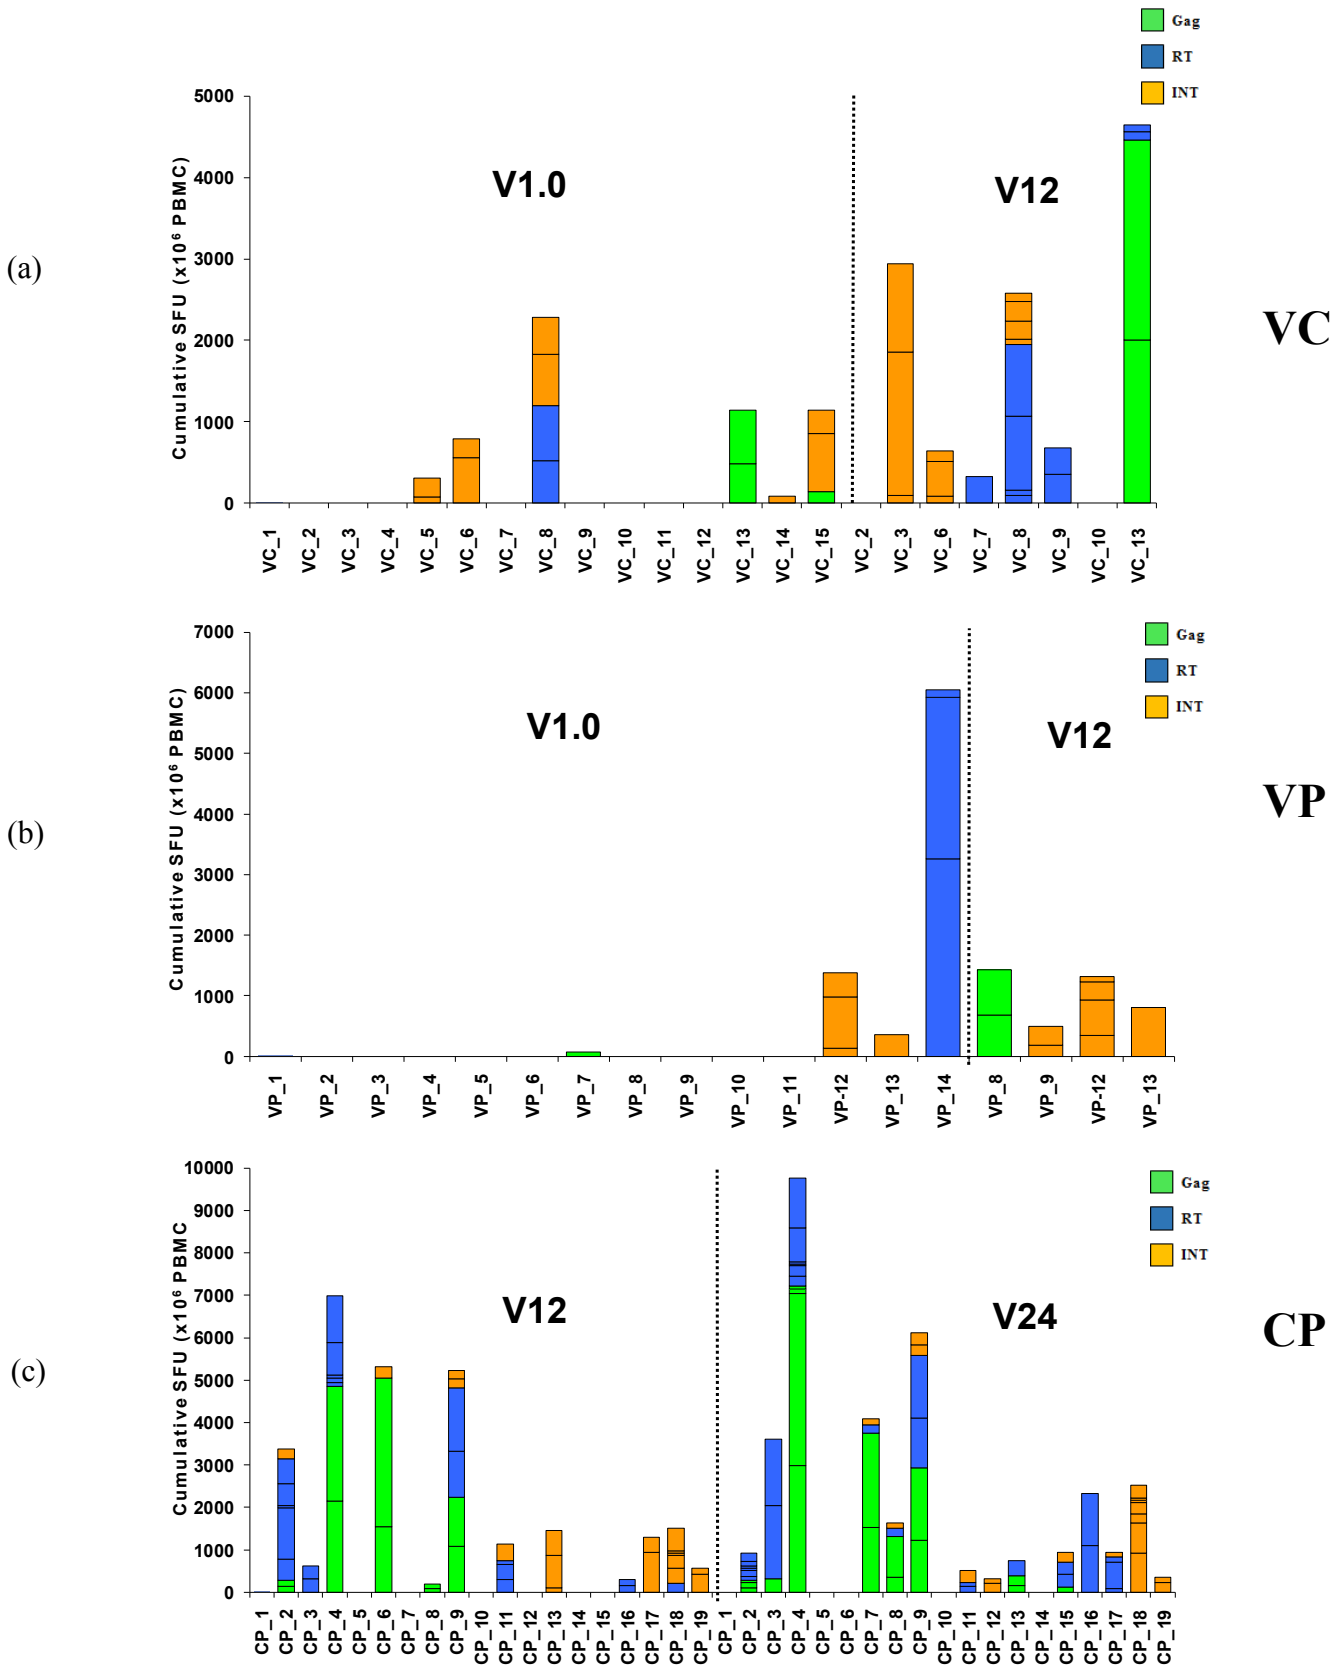 Gag
RT
INT
(a)
Cumulative SFU (x10⁶ PBMC)
5000
4000
3000
2000
1000
0
V1.0
V12
VC
VC_1
VC_2
VC_3
VC_4
VC_5
VC_6
VC_7
VC_8
VC_9
VC_10
VC_11
VC_12
VC_13
VC_14
VC_15
VC_2
VC_3
VC_6
VC_7
VC_8
VC_9
VC_10
VC_13
Gag
RT
INT
(b)
Cumulative SFU (x10⁶ PBMC)
7000
6000
5000
4000
3000
2000
1000
0
V1.0
V12
VP
VP_1
VP_2
VP_3
VP_4
VP_5
VP_6
VP_7
VP_8
VP_9
VP_10
VP_11
VP-12
VP_13
VP_14
VP_8
VP_9
VP-12
VP_13
Gag
RT
INT
(c)
Cumulative SFU (x10⁶ PBMC
10000
9000
8000
7000
6000
5000
4000
3000
2000
1000
0
V12
V24
CP
CP_1
CP_2
CP_3
CP_4
CP_5
CP_6
CP_7
CP_8
CP_9
CP_10
CP_11
CP_12
CP_13
CP_14
CP_15
CP_16
CP_17
CP_18
CP_19
CP_1
CP_2
CP_3
CP_4
CP_5
CP_6
CP_7
CP_8
CP_9
CP_10
CP_11
CP_12
CP_13
CP_14
CP_15
CP_16
CP_17
CP_18
CP_19